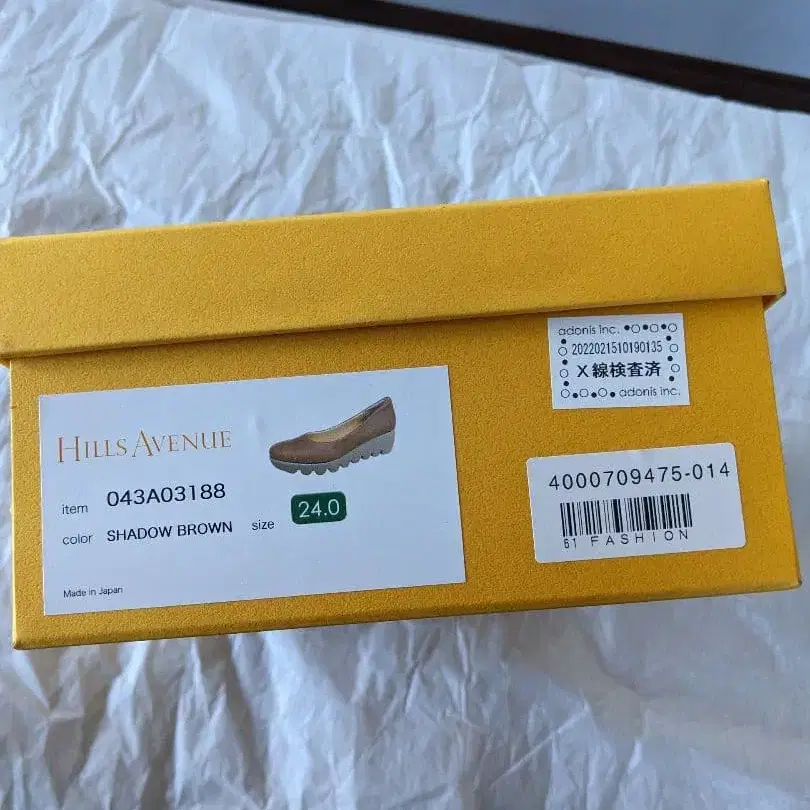 HILLS AVENUE
item 043A03188
color SHADOW BROWN size 24.0
Made in Japan
adonis inc.
2022021510190135
X線検査済
adonis inc.
4000709475-014
61 FASHION